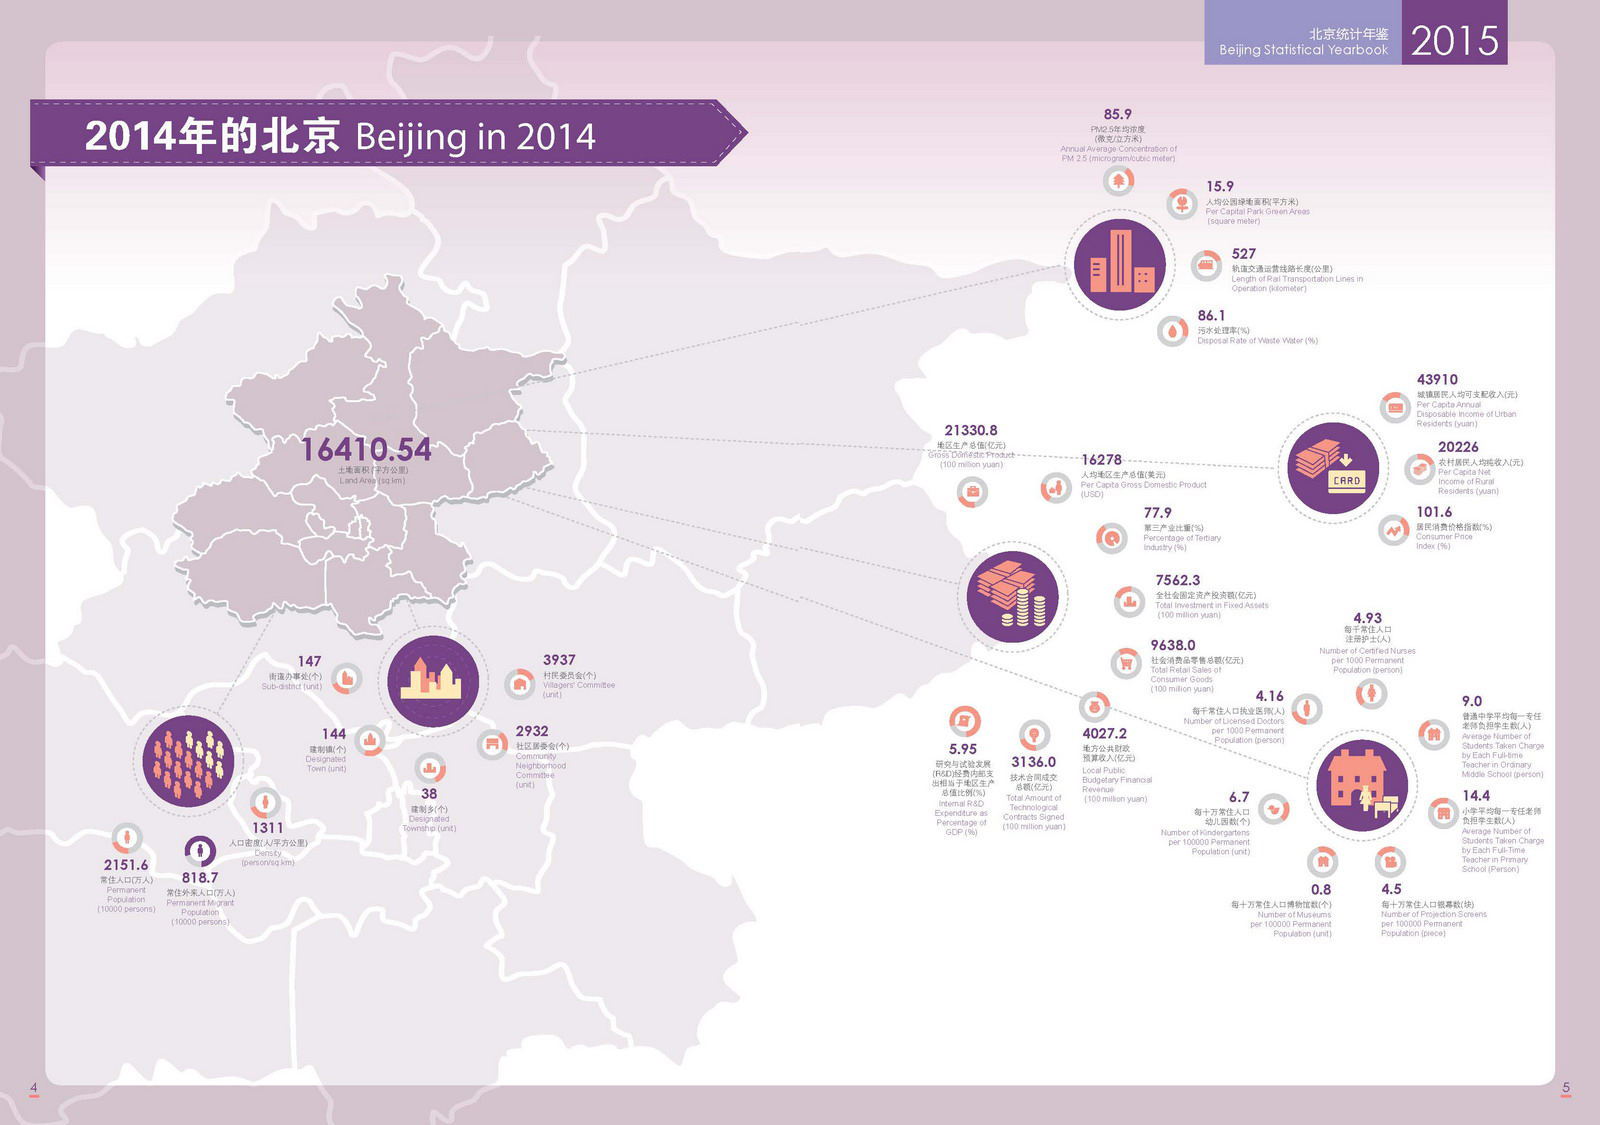 北京统计年鉴
Beijing Statistical Yearbook
2015
2014年的北京 Beijing in 2014
16410.54
土地面积(平方公里)
Land Area (sq.km)
85.9
PM2.5年均浓度
(微克/立方米)
Annual Average Concentration of
PM 2.5 (microgram/cubic meter)
15.9
人均公园绿地面积(平方米)
Per Capital Park Green Areas
(square meter)
527
轨道交通运营线路长度(公里)
Length of Rail Transportation Lines in
Operation (kilometer)
86.1
污水处理率(%)
Disposal Rate of Waste Water (%)
43910
城镇居民人均可支配收入(元)
Per Capita Annual
Disposable Income of Urban
Residents (yuan)
20226
农村居民人均纯收入(元)
Per Capita Net
Income of Rural
Residents (yuan)
101.6
居民消费价格指数(%)
Consumer Price
Index (%)
CARD
21330.8
地区生产总值(亿元)
Gross Domestic Product
(100 million yuan)
16278
人均地区生产总值(美元)
Per Capita Gross Domestic Product
(USD)
77.9
第三产业比重(%)
Percentage of Tertiary
Industry (%)
7562.3
全社会固定资产投资额(亿元)
Total Investment in Fixed Assets
(100 million yuan)
9638.0
社会消费品零售总额(亿元)
Total Retail Sales of
Consumer Goods
(100 million yuan)
4027.2
地方公共财政
预算收入(亿元)
Local Public
Budgetary Financial
Revenue
(100 million yuan)
3136.0
技术合同成交
总额(亿元)
Total Amount of
Technological
Contracts Signed
(100 million yuan)
5.95
研究与试验发展
(R&D)经费内部支
出相当于地区生产
总值比例(%)
Internal R&D
Expenditure as
Percentage of
GDP (%)
4.93
每千常住人口
注册护士(人)
Number of Certified Nurses
per 1000 Permanent
Population (person)
4.16
每千常住人口执业医师(人)
Number of Licensed Doctors
per 1000 Permanent
Population (person)
9.0
普通中学平均每一专任
老师负担学生数(人)
Average Number of
Students Taken Charge
by Each Full-time
Teacher in Ordinary
Middle School (person)
14.4
小学平均每一专任老师
负担学生数(人)
Average Number of
Students Taken Charge
by Each Full-Time
Teacher in Primary
School (Person)
6.7
每十万常住人口
幼儿园数(个)
Number of Kindergartens
per 100000 Permanent
Population (unit)
0.8
每十万常住人口博物馆数(个)
Number of Museums
per 100000 Permanent
Population (unit)
4.5
每十万常住人口银幕数(块)
Number of Projection Screens
per 100000 Permanent
Population (piece)
147
街道办事处(个)
Sub-district (unit)
3937
村民委员会(个)
Villagers' Committee
(unit)
144
建制镇(个)
Designated
Town (unit)
2932
社区居委会(个)
Community
Neighborhood
Committee
(unit)
38
建制乡(个)
Designated
Township (unit)
1311
人口密度(人/平方公里)
Density
(person/sq.km)
2151.6
常住人口(万人)
Permanent
Population
(10000 persons)
818.7
常住外来人口(万人)
Permanent Migrant
Population
(10000 persons)
4
5